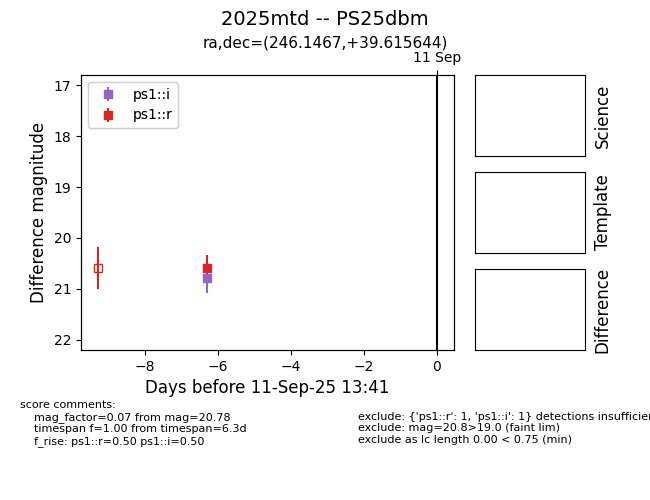 2025mtd -- PS25dbm
ra,dec=(246.1467,+39.615644)
11 Sep
ps1::i
ps1::r
17
18
19
20
21
22
Difference magnitude
−8
−6
−4
−2
0
Days before 11-Sep-25 13:41
Science
Template
Difference
score comments:
mag_factor=0.07 from mag=20.78
timespan f=1.00 from timespan=6.3d
f_rise: ps1::r=0.50 ps1::i=0.50
exclude: {'ps1::r': 1, 'ps1::i': 1} detections insufficie
exclude: mag=20.8>19.0 (faint lim)
exclude as lc length 0.00 < 0.75 (min)